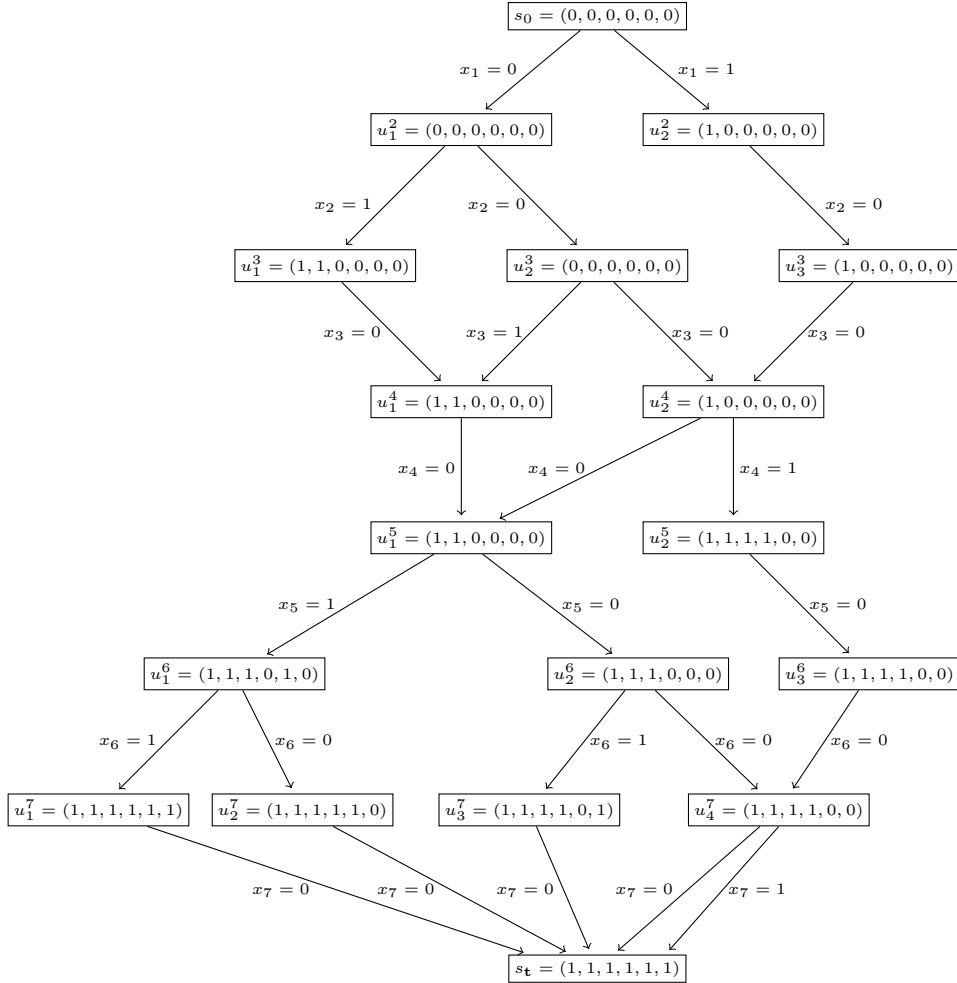 s_0 = (0, 0, 0, 0, 0, 0)
x_1 = 0
x_1 = 1
u_1^2 = (0, 0, 0, 0, 0, 0)
u_2^2 = (1, 0, 0, 0, 0, 0)
x_2 = 1
x_2 = 0
x_2 = 0
u_1^3 = (1, 1, 0, 0, 0, 0)
u_2^3 = (0, 0, 0, 0, 0, 0)
u_3^3 = (1, 0, 0, 0, 0, 0)
x_3 = 0
x_3 = 1
x_3 = 0
x_3 = 0
u_1^4 = (1, 1, 0, 0, 0, 0)
u_2^4 = (1, 0, 0, 0, 0, 0)
x_4 = 0
x_4 = 0
x_4 = 1
u_1^5 = (1, 1, 0, 0, 0, 0)
u_2^5 = (1, 1, 1, 1, 0, 0)
x_5 = 1
x_5 = 0
x_5 = 0
u_1^6 = (1, 1, 1, 0, 1, 0)
u_2^6 = (1, 1, 1, 0, 0, 0)
u_3^6 = (1, 1, 1, 1, 0, 0)
x_6 = 1
x_6 = 0
x_6 = 1
x_6 = 0
x_6 = 0
u_1^7 = (1, 1, 1, 1, 1, 1)
u_2^7 = (1, 1, 1, 1, 1, 0)
u_3^7 = (1, 1, 1, 1, 0, 1)
u_4^7 = (1, 1, 1, 1, 0, 0)
x_7 = 0
x_7 = 0
x_7 = 0
x_7 = 0
x_7 = 1
s_t = (1, 1, 1, 1, 1, 1)